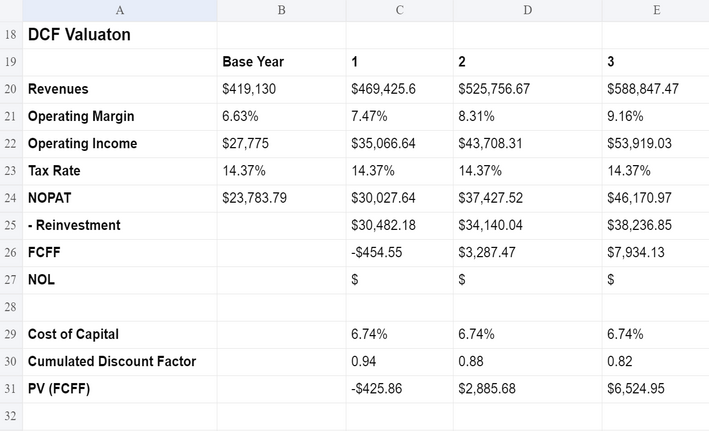 A B C D E
18 DCF Valuaton
19 Base Year 1 2 3
20 Revenues $419,130 $469,425.6 $525,756.67 $588,847.47
21 Operating Margin 6.63% 7.47% 8.31% 9.16%
22 Operating Income $27,775 $35,066.64 $43,708.31 $53,919.03
23 Tax Rate 14.37% 14.37% 14.37% 14.37%
24 NOPAT $23,783.79 $30,027.64 $37,427.52 $46,170.97
25 - Reinvestment $30,482.18 $34,140.04 $38,236.85
26 FCFF -$454.55 $3,287.47 $7,934.13
27 NOL $ $ $
28
29 Cost of Capital 6.74% 6.74% 6.74%
30 Cumulated Discount Factor 0.94 0.88 0.82
31 PV (FCFF) -$425.86 $2,885.68 $6,524.95
32